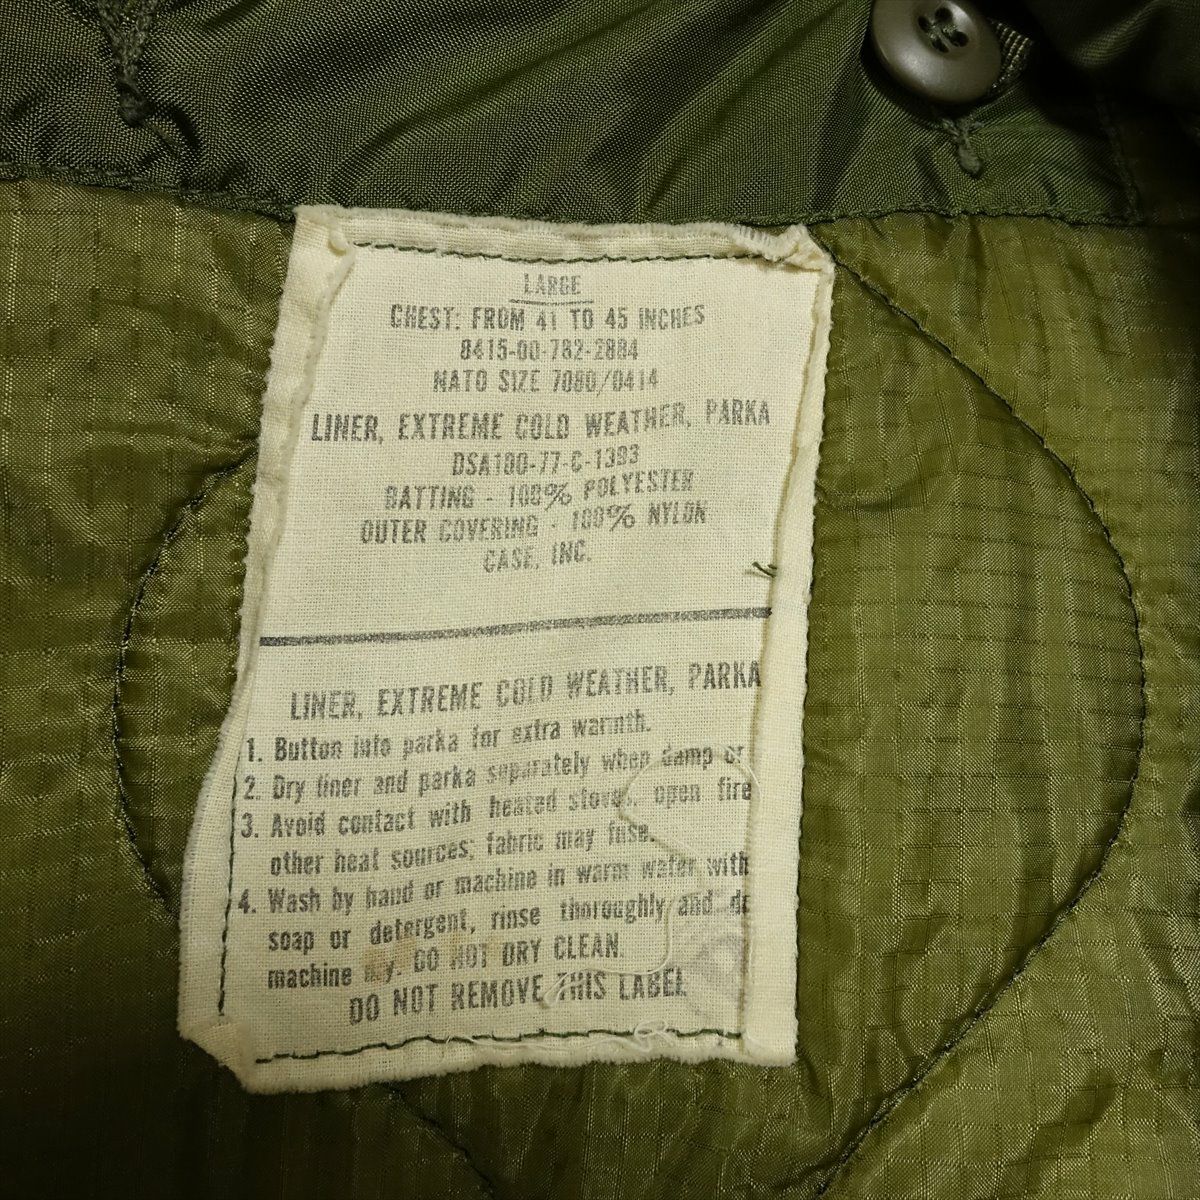 LARGE
CHEST: FROM 41 TO 45 INCHES
8415-00-782-2884
NATO SIZE 7080/0414
LINER, EXTREME COLD WEATHER, PARKA
DSA100-77-C-1393
BATTING - 100% POLYESTER
OUTER COVERING - 100% NYLON
CASE, INC.
LINER, EXTREME COLD WEATHER, PARKA
1. Button into parka for extra warmth.
2. Dry liner and parka separately when damp or
3. Avoid contact with heated stoves, open fire
other heat sources; fabric may fuse.
4. Wash by hand or machine in warm water with
soap or detergent, rinse thoroughly and
machine dry. DO NOT DRY CLEAN.
DO NOT REMOVE THIS LABEL